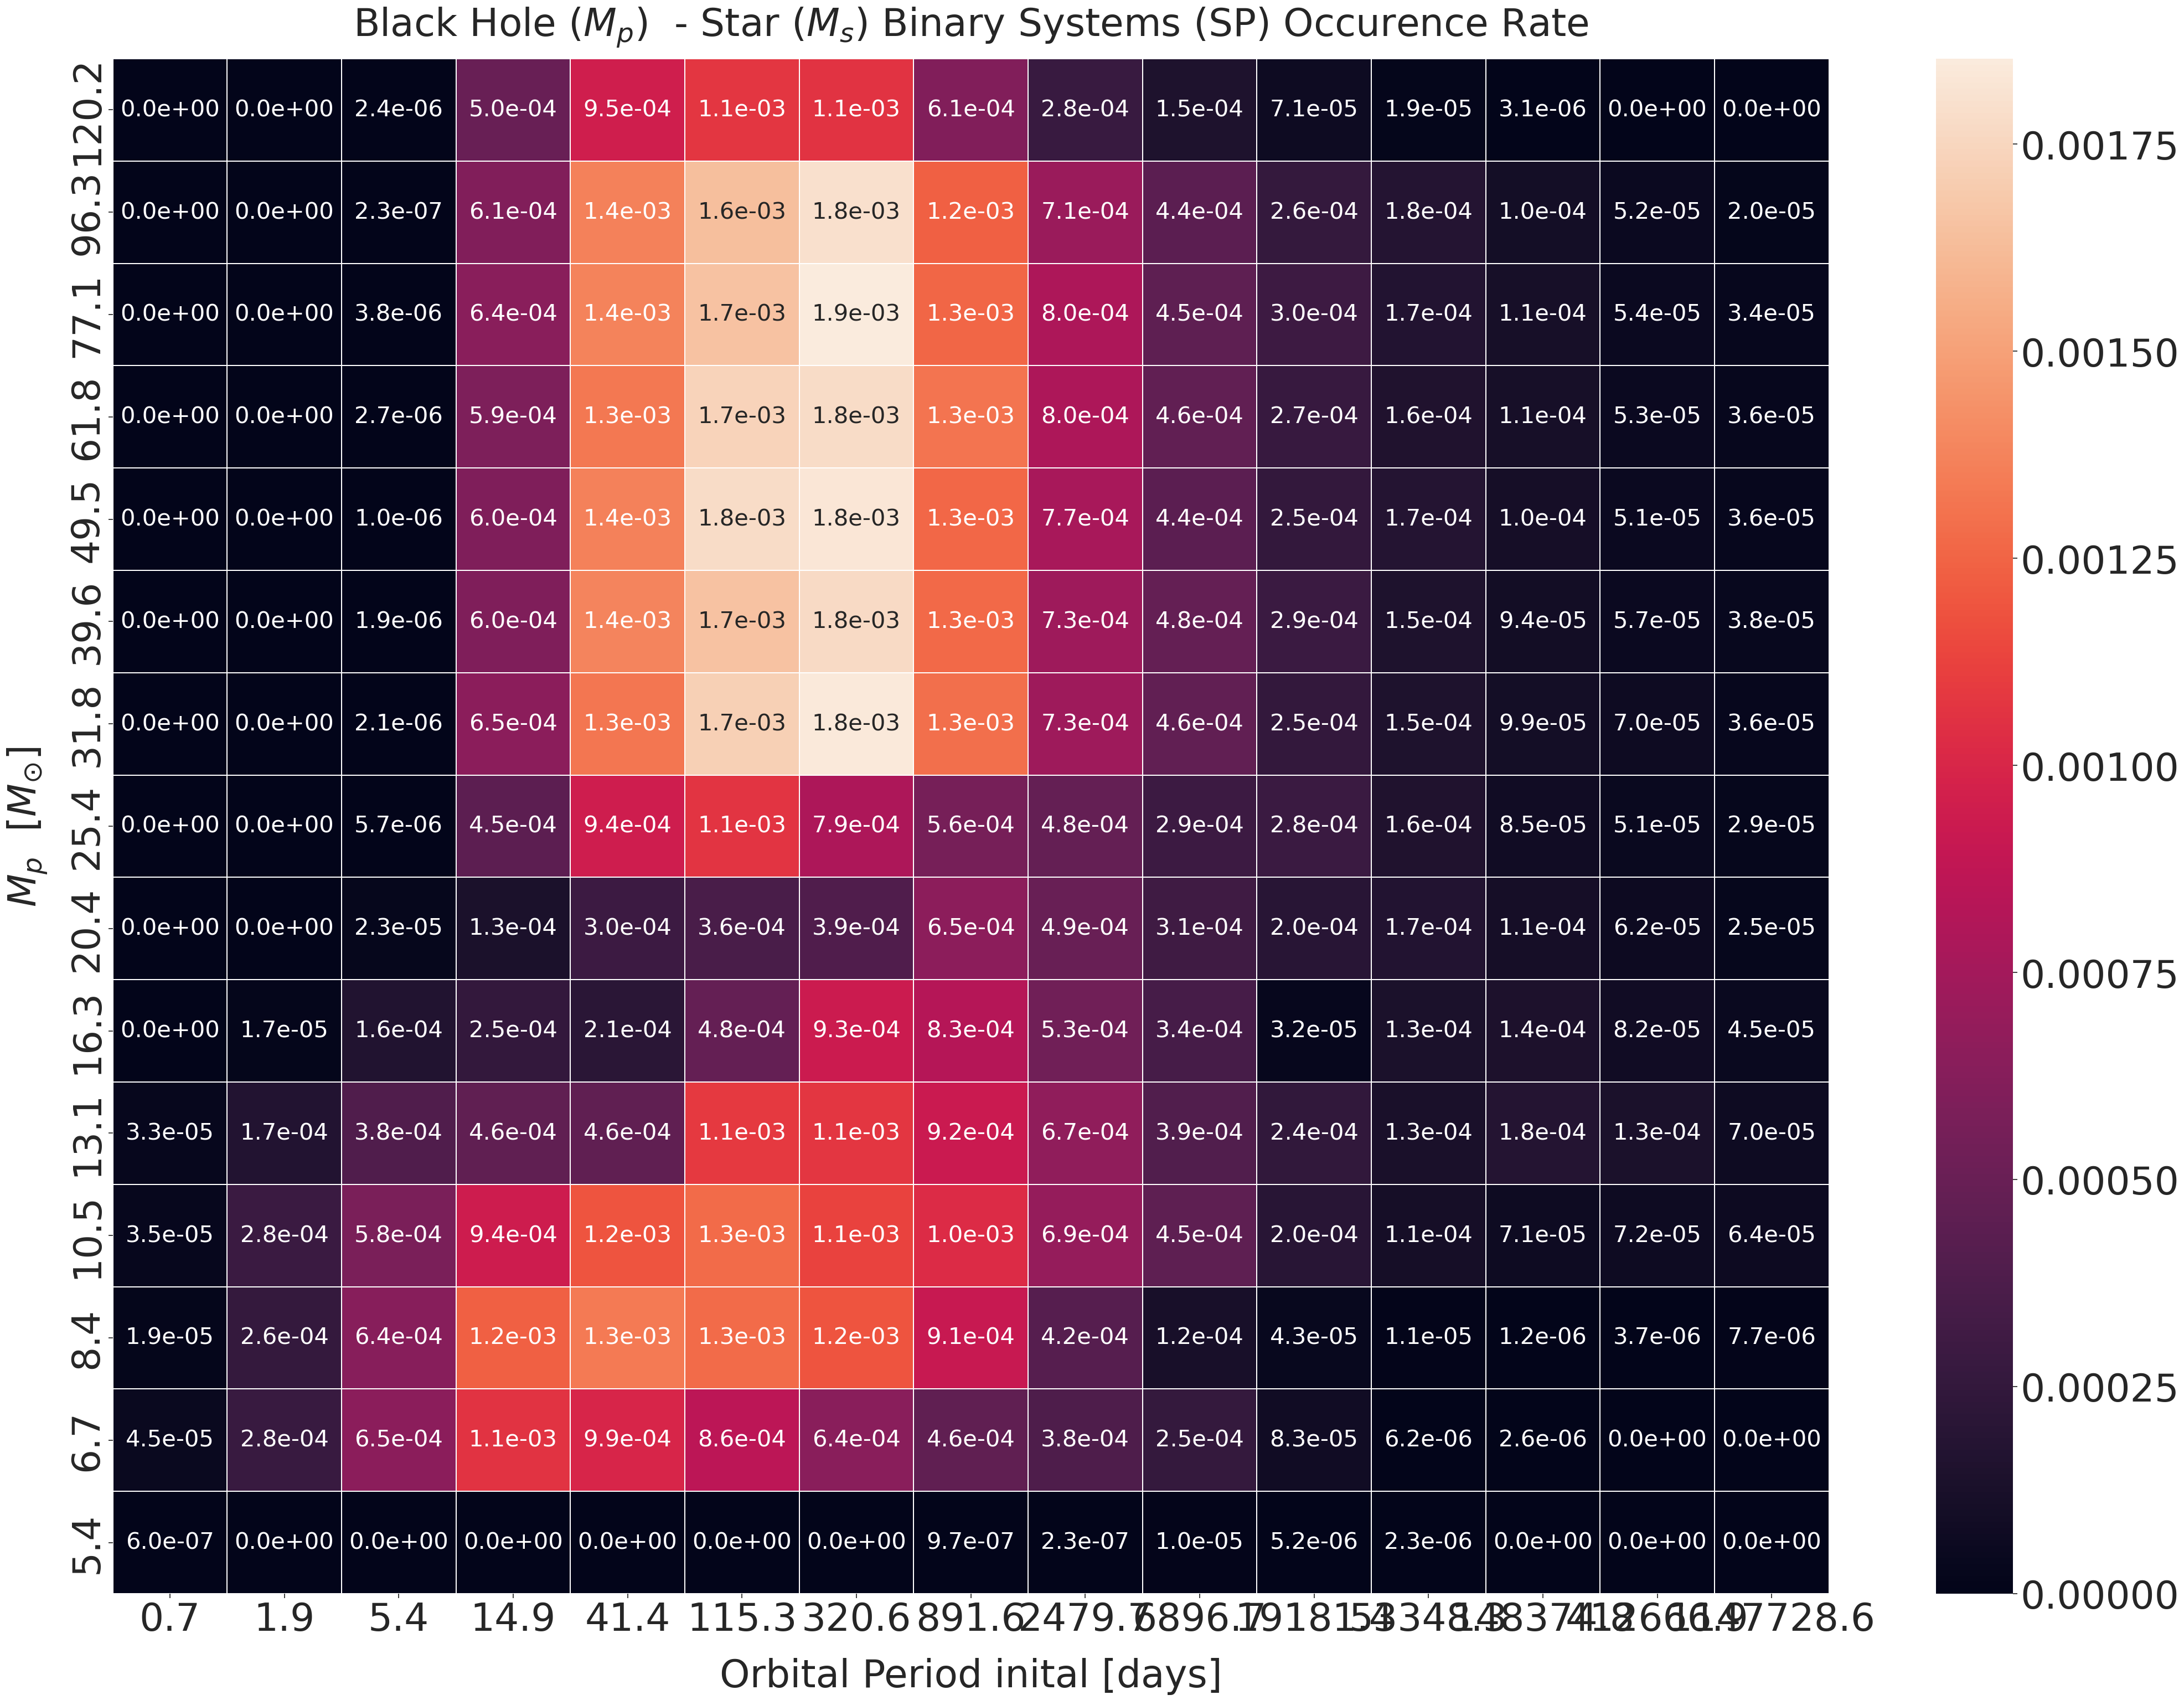 Black Hole (Mₚ) - Star (Mₛ) Binary Systems (SP) Occurence Rate
120.2 0.0e+00 0.0e+00 2.4e-06 5.0e-04 9.5e-04 1.1e-03 1.1e-03 6.1e-04 2.8e-04 1.5e-04 7.1e-05 1.9e-05 3.1e-06 0.0e+00 0.0e+00
96.3 0.0e+00 0.0e+00 2.3e-07 6.1e-04 1.4e-03 1.6e-03 1.8e-03 1.2e-03 7.1e-04 4.4e-04 2.6e-04 1.8e-04 1.0e-04 5.2e-05 2.0e-05
77.1 0.0e+00 0.0e+00 3.8e-06 6.4e-04 1.4e-03 1.7e-03 1.9e-03 1.3e-03 8.0e-04 4.5e-04 3.0e-04 1.7e-04 1.1e-04 5.4e-05 3.4e-05
61.8 0.0e+00 0.0e+00 2.7e-06 5.9e-04 1.3e-03 1.7e-03 1.8e-03 1.3e-03 8.0e-04 4.6e-04 2.7e-04 1.6e-04 1.1e-04 5.3e-05 3.6e-05
49.5 0.0e+00 0.0e+00 1.0e-06 6.0e-04 1.4e-03 1.8e-03 1.8e-03 1.3e-03 7.7e-04 4.4e-04 2.5e-04 1.7e-04 1.0e-04 5.1e-05 3.6e-05
39.6 0.0e+00 0.0e+00 1.9e-06 6.0e-04 1.4e-03 1.7e-03 1.8e-03 1.3e-03 7.3e-04 4.8e-04 2.9e-04 1.5e-04 9.4e-05 5.7e-05 3.8e-05
31.8 0.0e+00 0.0e+00 2.1e-06 6.5e-04 1.3e-03 1.7e-03 1.8e-03 1.3e-03 7.3e-04 4.6e-04 2.5e-04 1.5e-04 9.9e-05 7.0e-05 3.6e-05
25.4 0.0e+00 0.0e+00 5.7e-06 4.5e-04 9.4e-04 1.1e-03 7.9e-04 5.6e-04 4.8e-04 2.9e-04 2.8e-04 1.6e-04 8.5e-05 5.1e-05 2.9e-05
20.4 0.0e+00 0.0e+00 2.3e-05 1.3e-04 3.0e-04 3.6e-04 3.9e-04 6.5e-04 4.9e-04 3.1e-04 2.0e-04 1.7e-04 1.1e-04 6.2e-05 2.5e-05
16.3 0.0e+00 1.7e-05 1.6e-04 2.5e-04 2.1e-04 4.8e-04 9.3e-04 8.3e-04 5.3e-04 3.4e-04 3.2e-05 1.3e-04 1.4e-04 8.2e-05 4.5e-05
13.1 3.3e-05 1.7e-04 3.8e-04 4.6e-04 4.6e-04 1.1e-03 1.1e-03 9.2e-04 6.7e-04 3.9e-04 2.4e-04 1.3e-04 1.8e-04 1.3e-04 7.0e-05
10.5 3.5e-05 2.8e-04 5.8e-04 9.4e-04 1.2e-03 1.3e-03 1.1e-03 1.0e-03 6.9e-04 4.5e-04 2.0e-04 1.1e-04 7.1e-05 7.2e-05 6.4e-05
8.4 1.9e-05 2.6e-04 6.4e-04 1.2e-03 1.3e-03 1.3e-03 1.2e-03 9.1e-04 4.2e-04 1.2e-04 4.3e-05 1.1e-05 1.2e-06 3.7e-06 7.7e-06
6.7 4.5e-05 2.8e-04 6.5e-04 1.1e-03 9.9e-04 8.6e-04 6.4e-04 4.6e-04 3.8e-04 2.5e-04 8.3e-05 6.2e-06 2.6e-06 0.0e+00 0.0e+00
5.4 6.0e-07 0.0e+00 0.0e+00 0.0e+00 0.0e+00 0.0e+00 0.0e+00 9.7e-07 2.3e-07 1.0e-05 5.2e-06 2.3e-06 0.0e+00 0.0e+00 0.0e+00
0.7 1.9 5.4 14.9 41.4 115.3 320.6 891.6 2479.7 6896.7
Orbital Period inital [days]
Mₚ [M⊙]
0.00175
0.00150
0.00125
0.00100
0.00075
0.00050
0.00025
0.00000